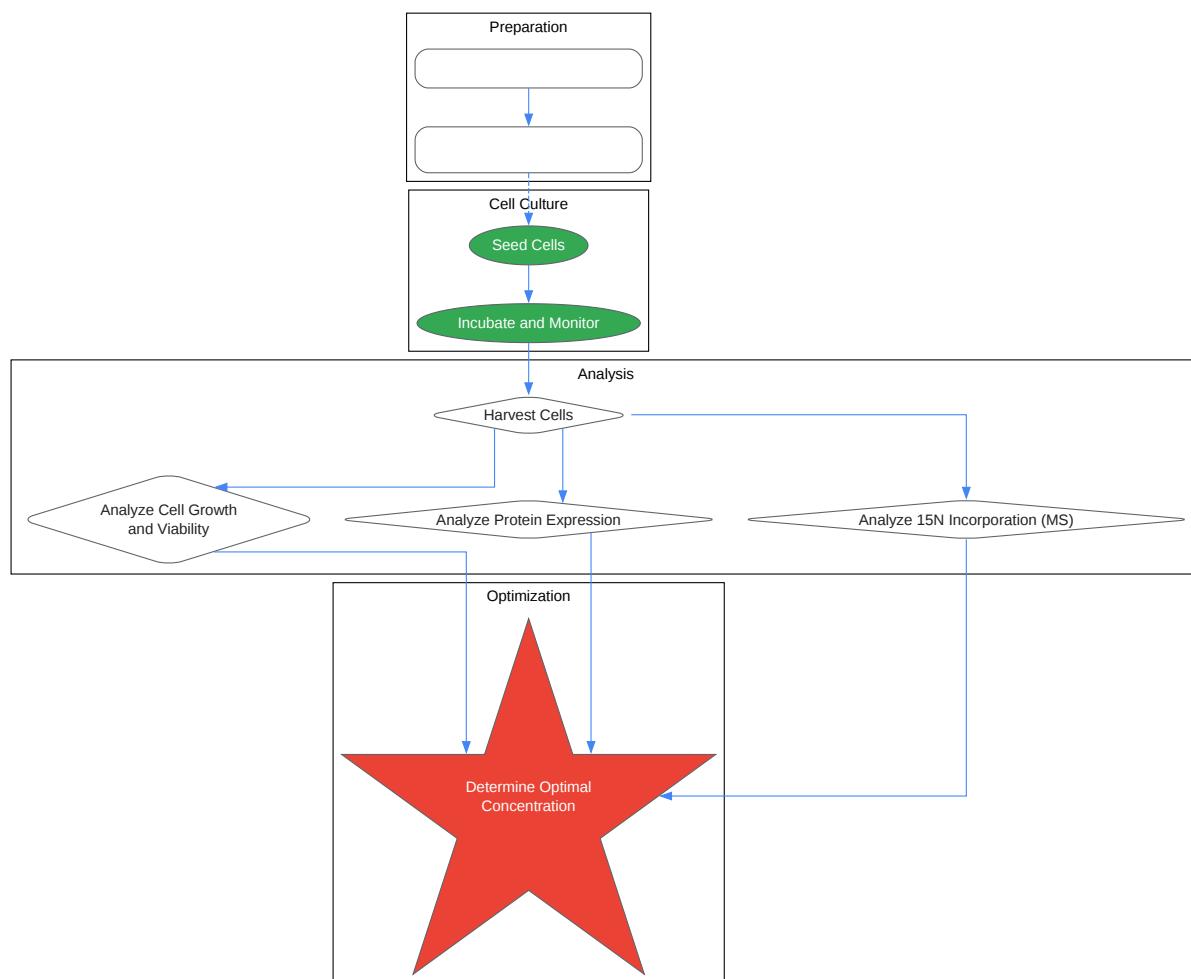 Preparation
Cell Culture
Seed Cells
Incubate and Monitor
Analysis
Harvest Cells
Analyze Cell Growth
and Viability
Analyze Protein Expression
Analyze 15N Incorporation (MS)
Optimization
Determine Optimal
Concentration